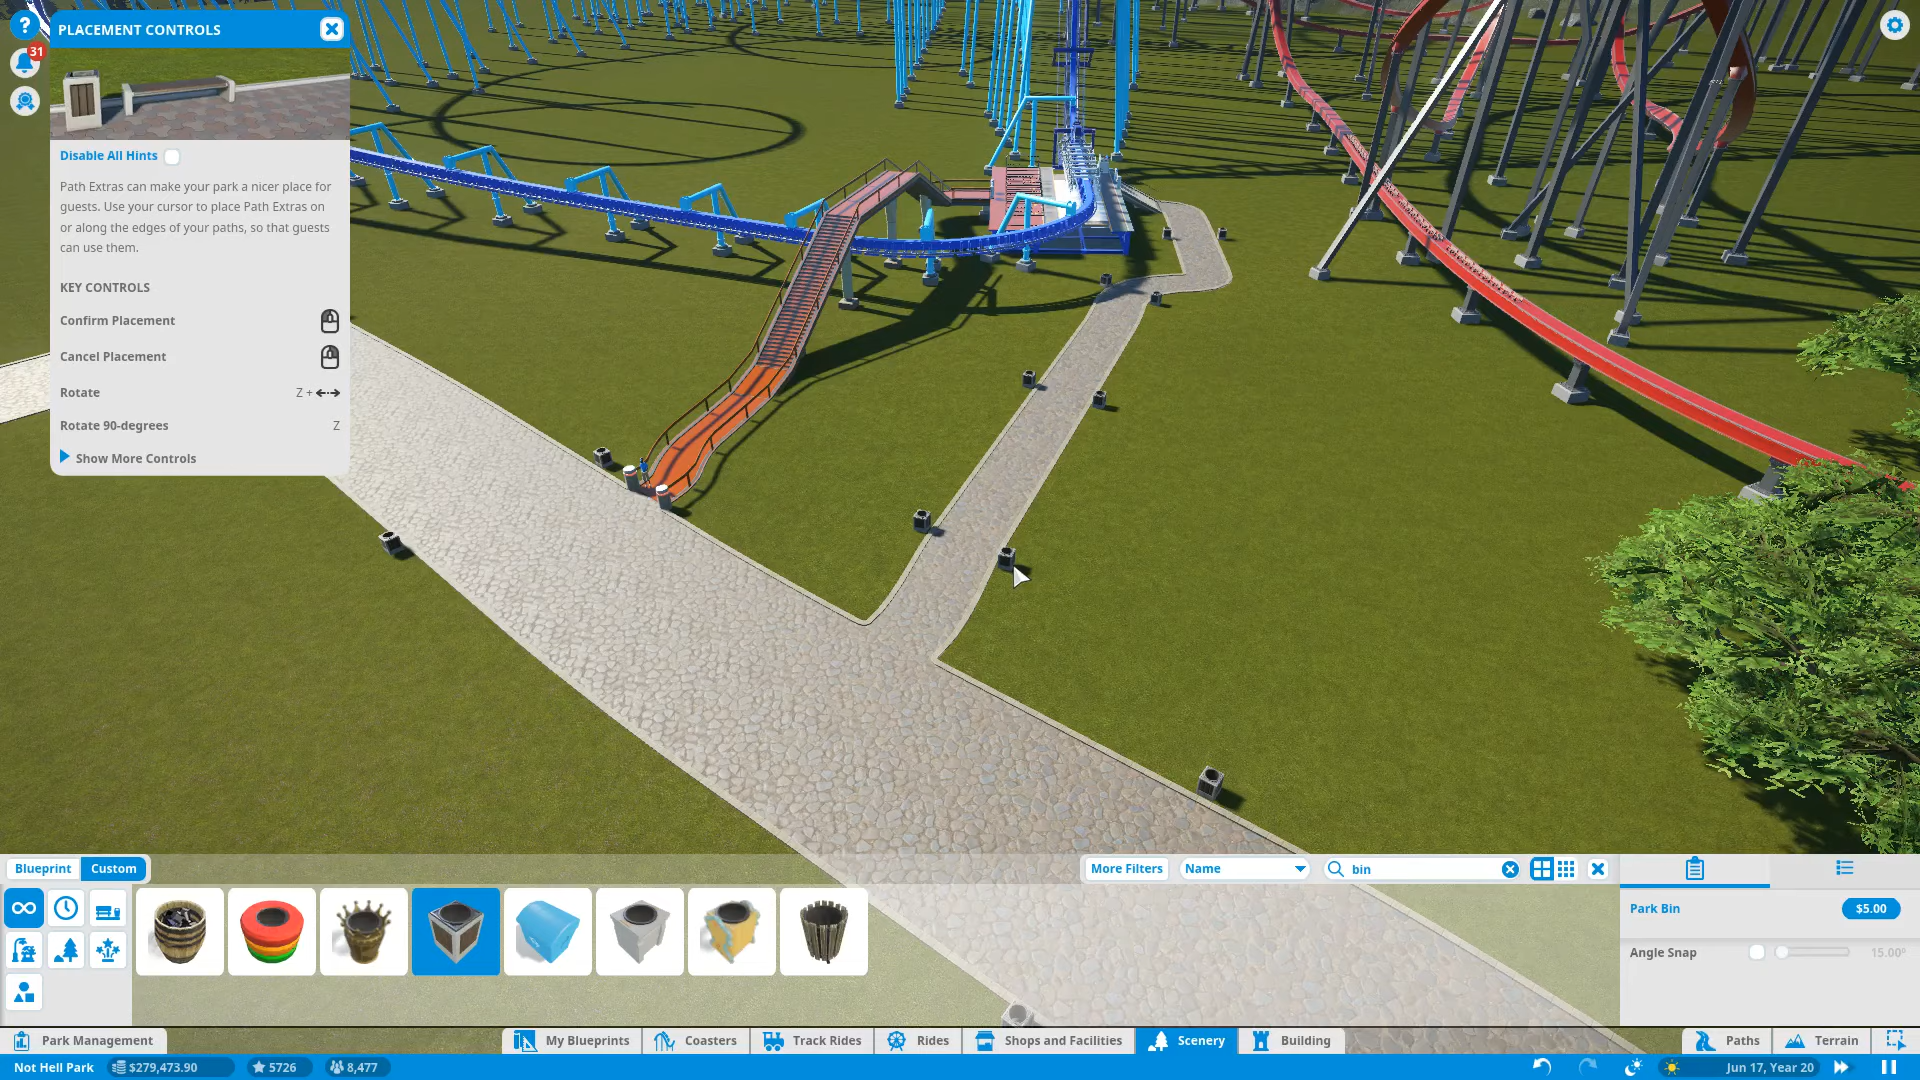 ?
PLACEMENT CONTROLS
31
Disable All Hints
Path Extras can make your park a nicer place for
guests. Use your cursor to place Path Extras on
or along the edges of your paths, so that guests
can use them.
KEY CONTROLS
Confirm Placement
Cancel Placement
Rotate Z +
Rotate 90-degrees Z
Show More Controls
Blueprint Custom
More Filters Name bin
Park Bin $5.00
Angle Snap 15.00°
Park Management My Blueprints Coasters Track Rides Rides Shops and Facilities Scenery Building Paths Terrain
Not Hell Park $279,473.90 5726 8,477 Jun 17, Year 20